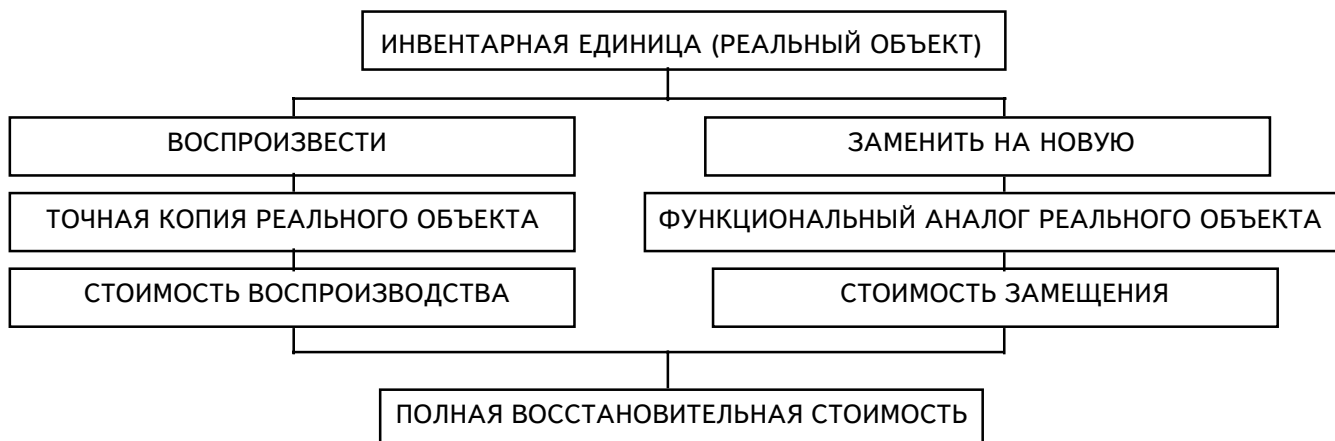 ИНВЕНТАРНАЯ ЕДИНИЦА (РЕАЛЬНЫЙ ОБЪЕКТ)
ВОСПРОИЗВЕСТИ
ЗАМЕНИТЬ НА НОВУЮ
ТОЧНАЯ КОПИЯ РЕАЛЬНОГО ОБЪЕКТА
ФУНКЦИОНАЛЬНЫЙ АНАЛОГ РЕАЛЬНОГО ОБЪЕКТА
СТОИМОСТЬ ВОСПРОИЗВОДСТВА
СТОИМОСТЬ ЗАМЕЩЕНИЯ
ПОЛНАЯ ВОССТАНОВИТЕЛЬНАЯ СТОИМОСТЬ